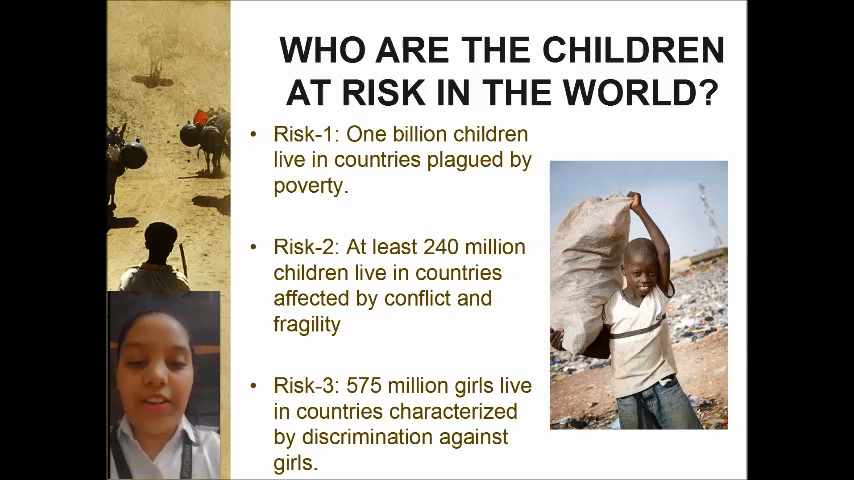 WHO ARE THE CHILDREN
AT RISK IN THE WORLD?
• Risk-1: One billion children
live in countries plagued by
poverty.
• Risk-2: At least 240 million
children live in countries
affected by conflict and
fragility
• Risk-3: 575 million girls live
in countries characterized
by discrimination against
girls.